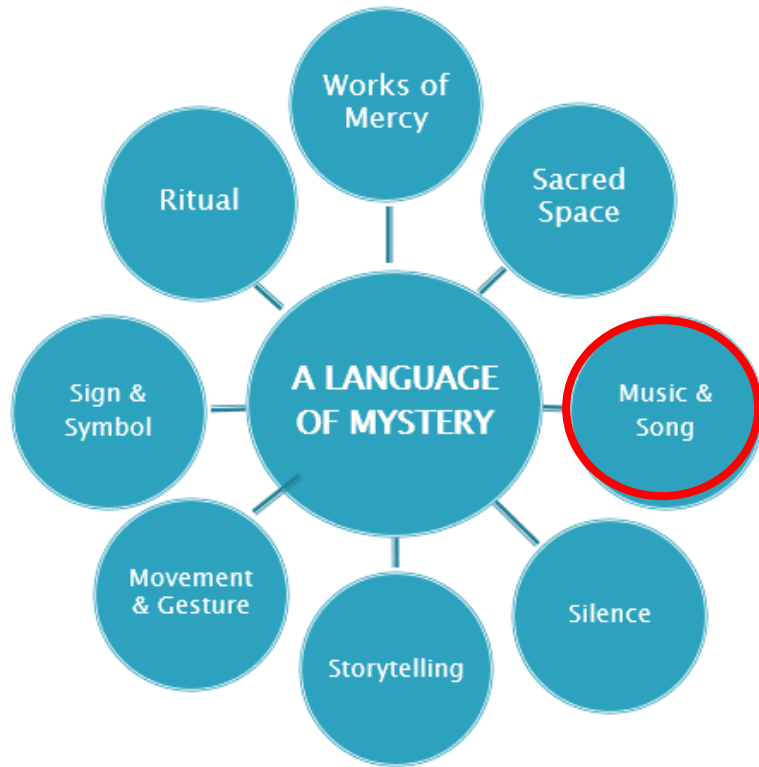 Works of
Mercy
Sacred
Space
Ritual
A LANGUAGE
OF MYSTERY
Music &
Song
Sign &
Symbol
Movement
& Gesture
Silence
Storytelling